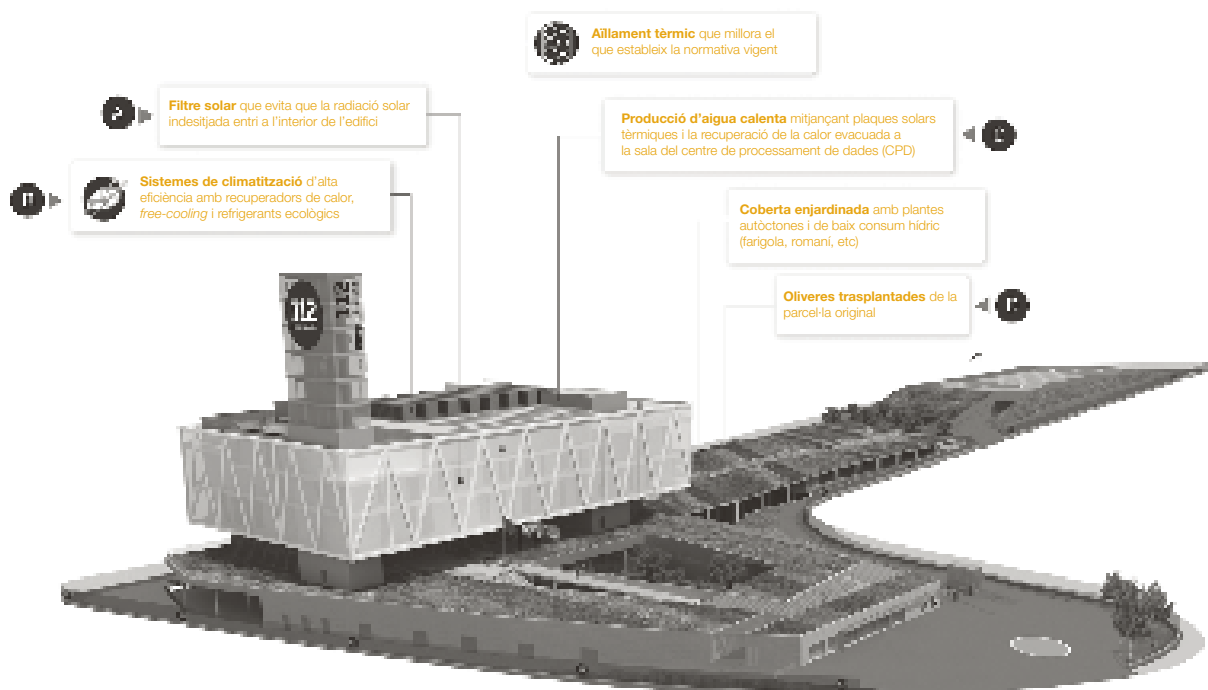 Aïllament tèrmic que millora el
que estableix la normativa vigent
Filtre solar que evita que la radiació solar
indesitjada entri a l'interior de l'edifici
Producció d'aigua calenta mitjançant plaques solars
tèrmiques i la recuperació de la calor evacuada a
la sala del centre de processament de dades (CPD)
Sistemes de climatització d'alta
eficiència amb recuperadors de calor,
free-cooling i refrigerants ecològics
Coberta enjardinada amb plantes
autòctones i de baix consum hídric
(farigola, romaní, etc)
Oliveres trasplantades de la
parcel·la original
112
112